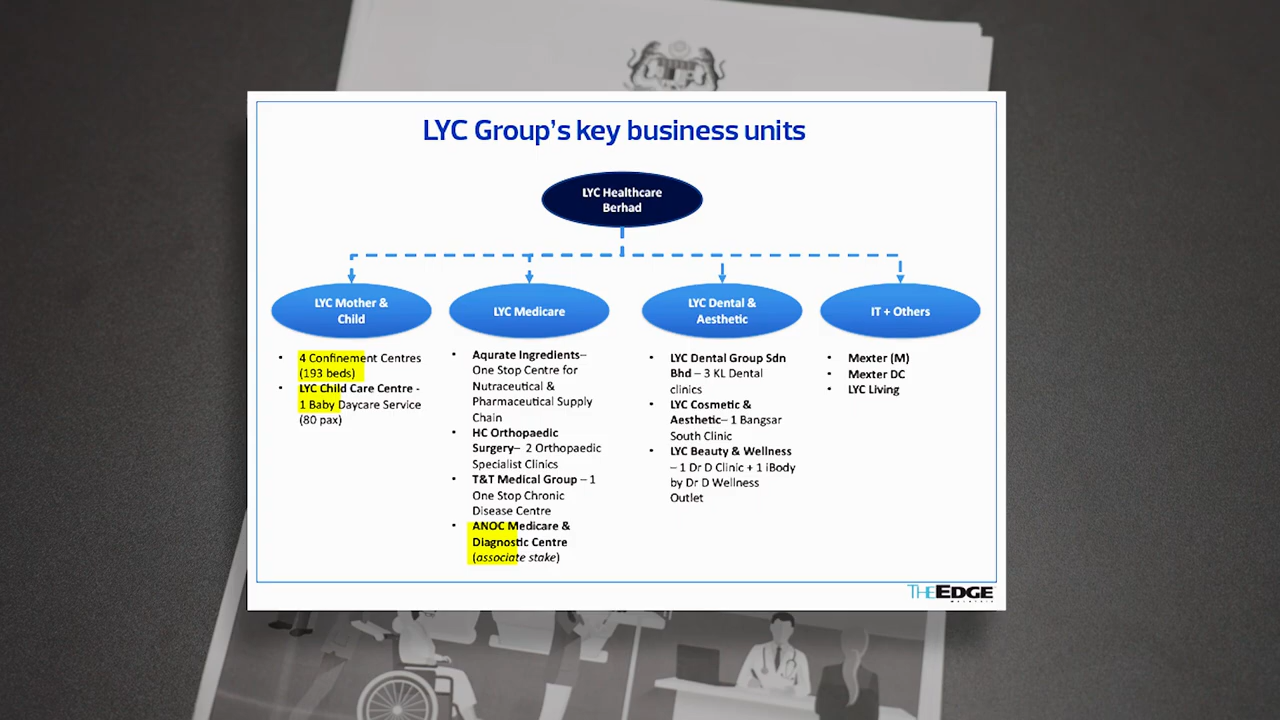 LYC Group's key business units
LYC Healthcare
Berhad
LYC Mother &
Child
LYC Medicare
LYC Dental &
Aesthetic
IT + Others
• 4 Confinement Centres
(193 beds)
• LYC Child Care Centre -
1 Baby Daycare Service
(80 pax)
• Aqurate Ingredients–
One Stop Centre for
Nutraceutical &
Pharmaceutical Supply
Chain
• HC Orthopaedic
Surgery– 2 Orthopaedic
Specialist Clinics
• T&T Medical Group – 1
One Stop Chronic
Disease Centre
• ANOC Medicare &
Diagnostic Centre
(associate stake)
• LYC Dental Group Sdn
Bhd – 3 KL Dental
clinics
• LYC Cosmetic &
Aesthetic– 1 Bangsar
South Clinic
• LYC Beauty & Wellness
– 1 Dr D Clinic + 1 iBody
by Dr D Wellness
Outlet
• Mexter (M)
• Mexter DC
• LYC Living
THEEDGE
MALAYSIA